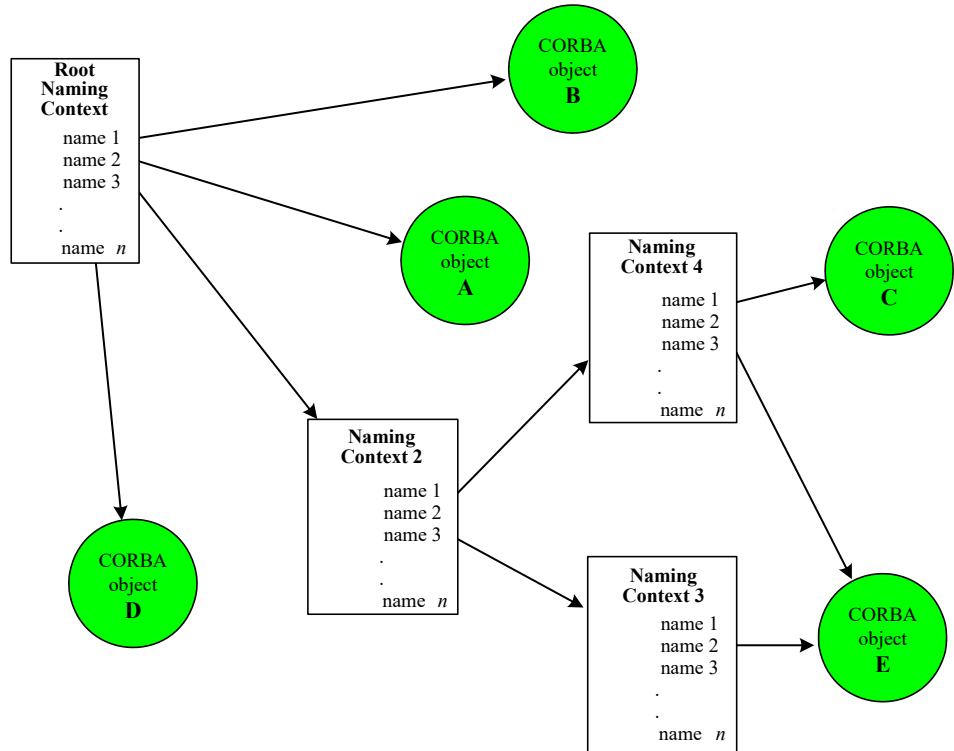 Root
Naming
Context
name 1
name 2
name 3
.
.
name n
CORBA
object
B
CORBA
object
A
Naming
Context 4
name 1
name 2
name 3
.
.
name n
CORBA
object
C
Naming
Context 2
name 1
name 2
name 3
.
.
name n
CORBA
object
D
Naming
Context 3
name 1
name 2
name 3
.
.
name n
CORBA
object
E